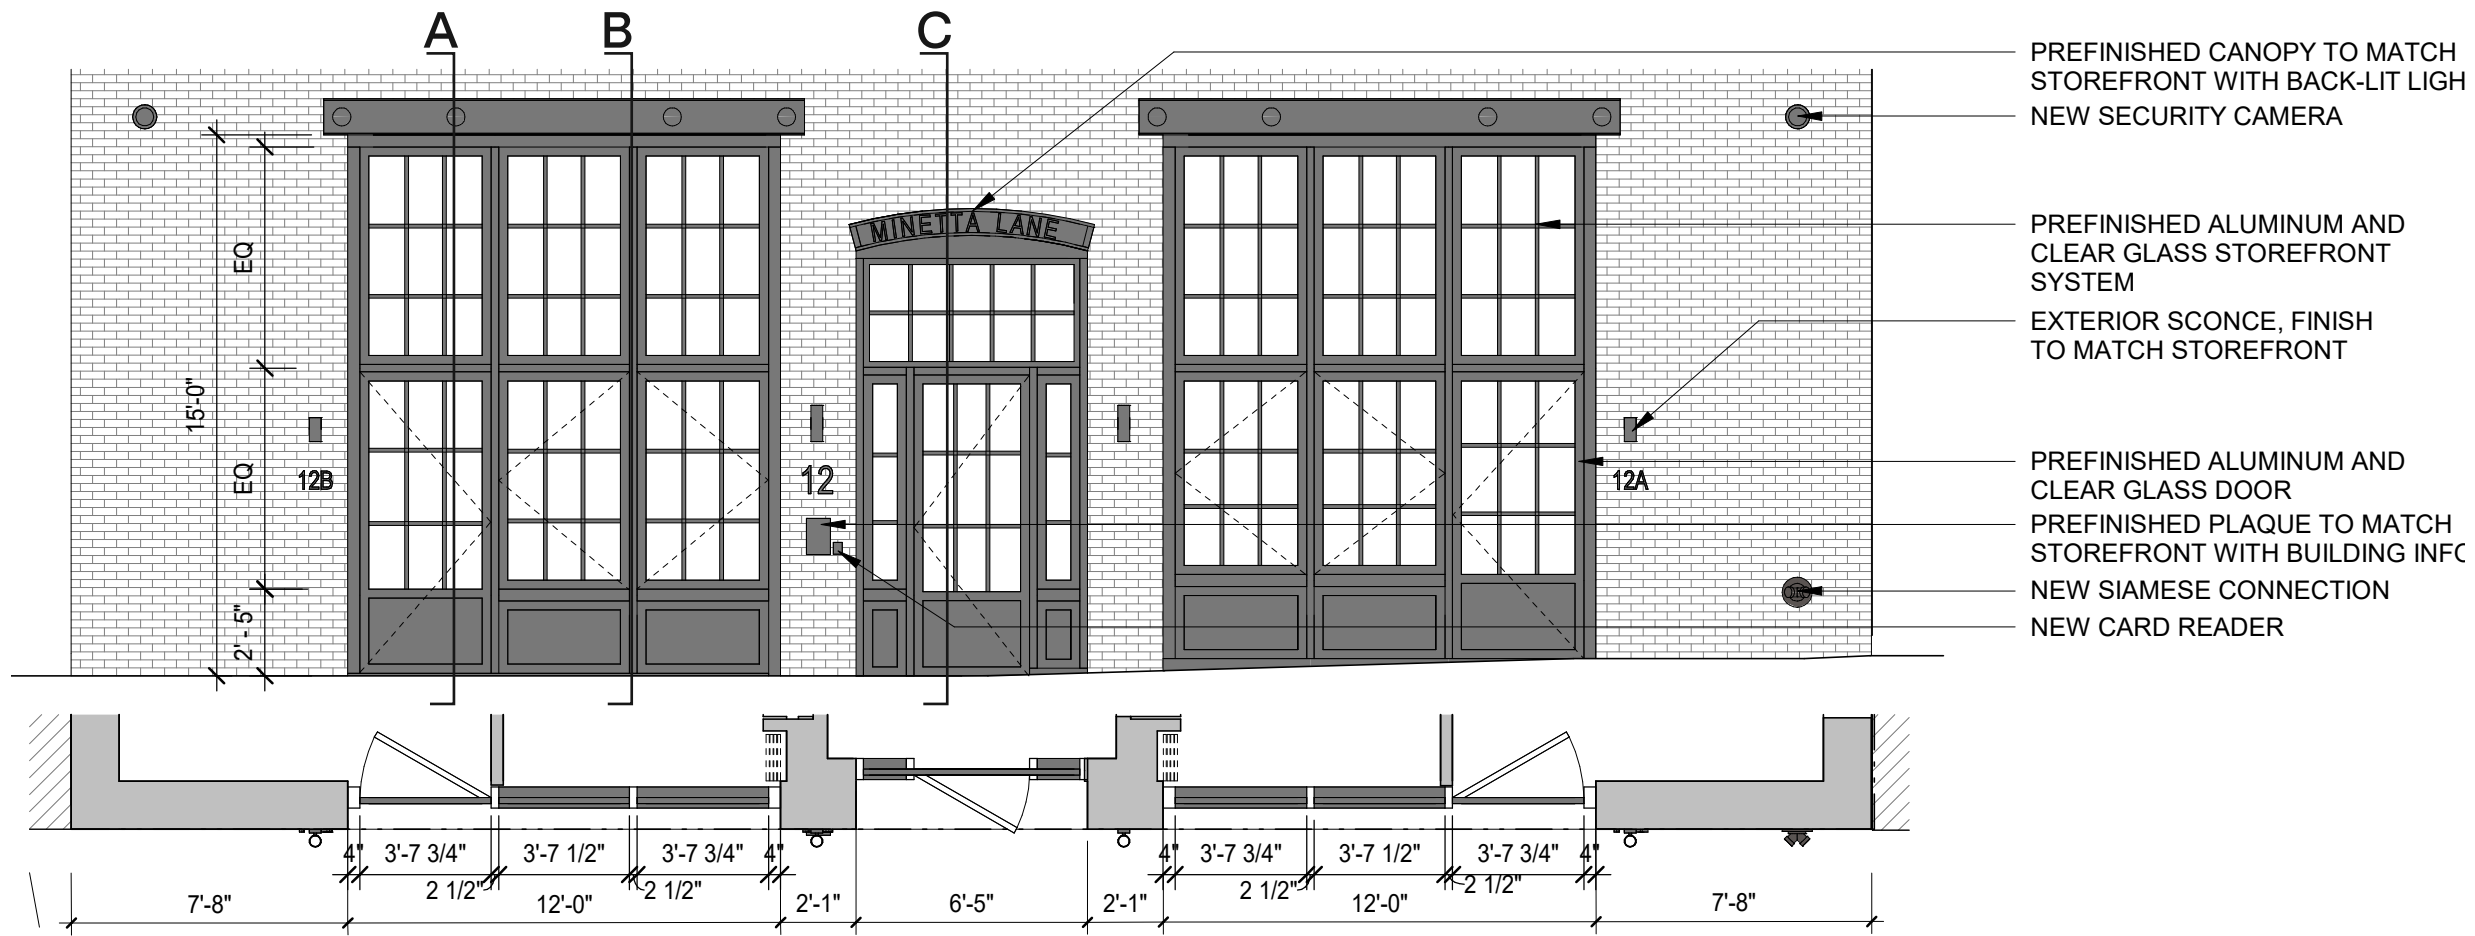 A
B
C
PREFINISHED CANOPY TO MATCH
STOREFRONT WITH BACK-LIT LIGH
NEW SECURITY CAMERA
MINETTA LANE
PREFINISHED ALUMINUM AND
CLEAR GLASS STOREFRONT
SYSTEM
EXTERIOR SCONCE, FINISH
TO MATCH STOREFRONT
PREFINISHED ALUMINUM AND
CLEAR GLASS DOOR
PREFINISHED PLAQUE TO MATCH
STOREFRONT WITH BUILDING INFO
NEW SIAMESE CONNECTION
NEW CARD READER
15'-0"
EQ
EQ
2' - 5"
12B
12
12A
4" 3'-7 3/4" 3'-7 1/2" 3'-7 3/4" 4" 4" 3'-7 3/4" 3'-7 1/2" 3'-7 3/4" 4"
2 1/2" 2 1/2" 2 1/2" 2 1/2"
7'-8" 12'-0" 2'-1" 6'-5" 2'-1" 12'-0" 7'-8"